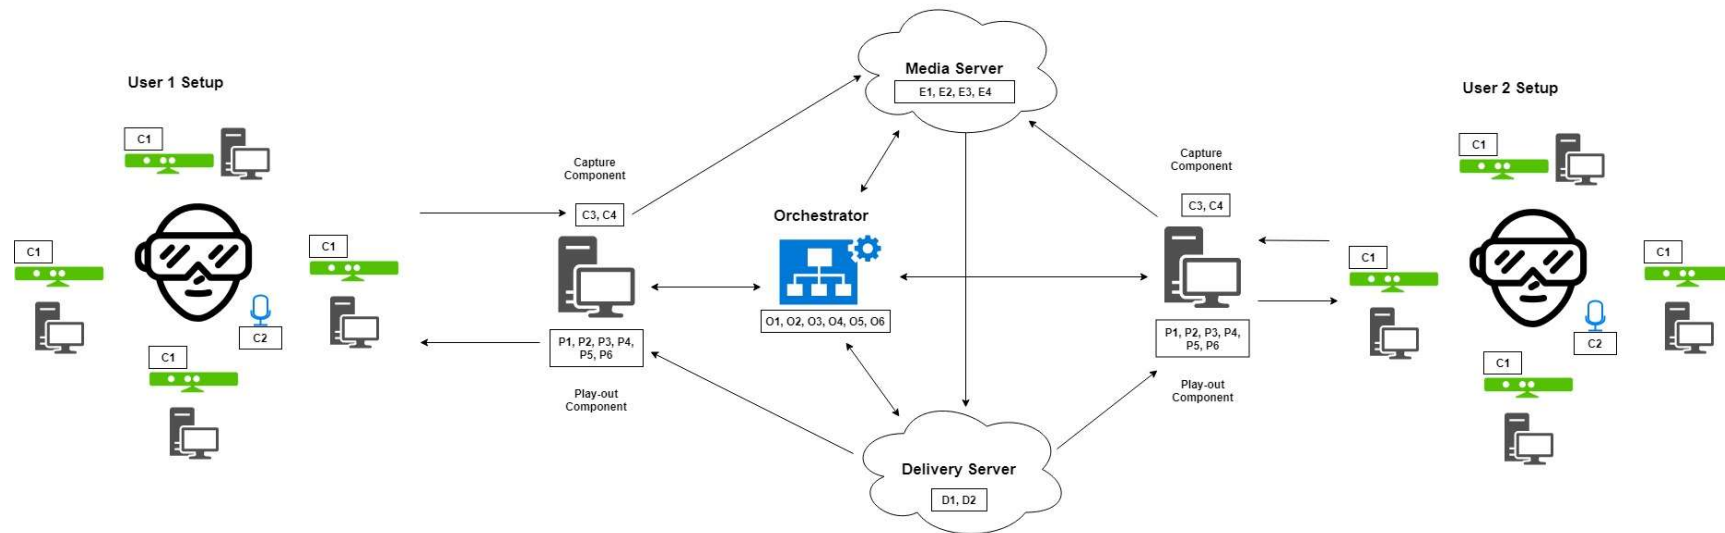 User 1 Setup
C1
C1
C1
C2
C1
Capture
Component
C3, C4
P1, P2, P3, P4,
P5, P6
Play-out
Component
Media Server
E1, E2, E3, E4
Orchestrator
O1, O2, O3, O4, O5, O6
Delivery Server
D1, D2
Capture
Component
C3, C4
P1, P2, P3, P4,
P5, P6
Play-out
Component
User 2 Setup
C1
C1
C1
C2
C1